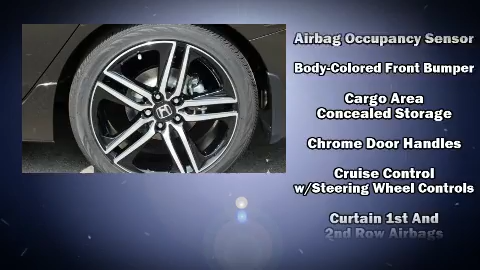 Airbag Occupancy Sensor
Body-Colored Front Bumper
Cargo Area
Concealed Storage
Chrome Door Handles
Cruise Control
w/Steering Wheel Controls
Curtain 1st And
2nd Row Airbags